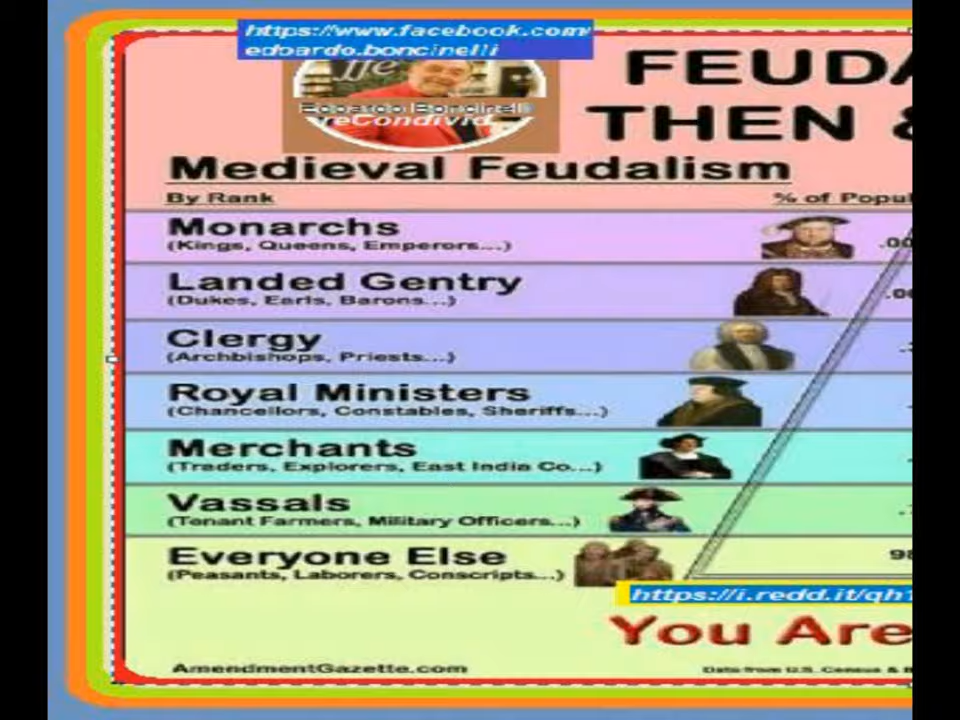 https://www.facebook.com/
edoardo.boncinelli
Edoardo Boncinelli
reCondivid
FEUDA
THEN &
Medieval Feudalism
By Rank
% of Popul
Monarchs
(Kings, Queens, Emperors...)
.00
Landed Gentry
(Dukes, Earls, Barons...)
.00
Clergy
(Archbishops, Priests...)
Royal Ministers
(Chancellors, Constables, Sheriffs...)
Merchants
(Traders, Explorers, East India Co...)
Vassals
(Tenant Farmers, Military Officers...)
Everyone Else
98
(Peasants, Laborers, Conscripts...)
https://i.redd.it/qh
You Are
AmendmentGazette.com
Data from U.S. Census &